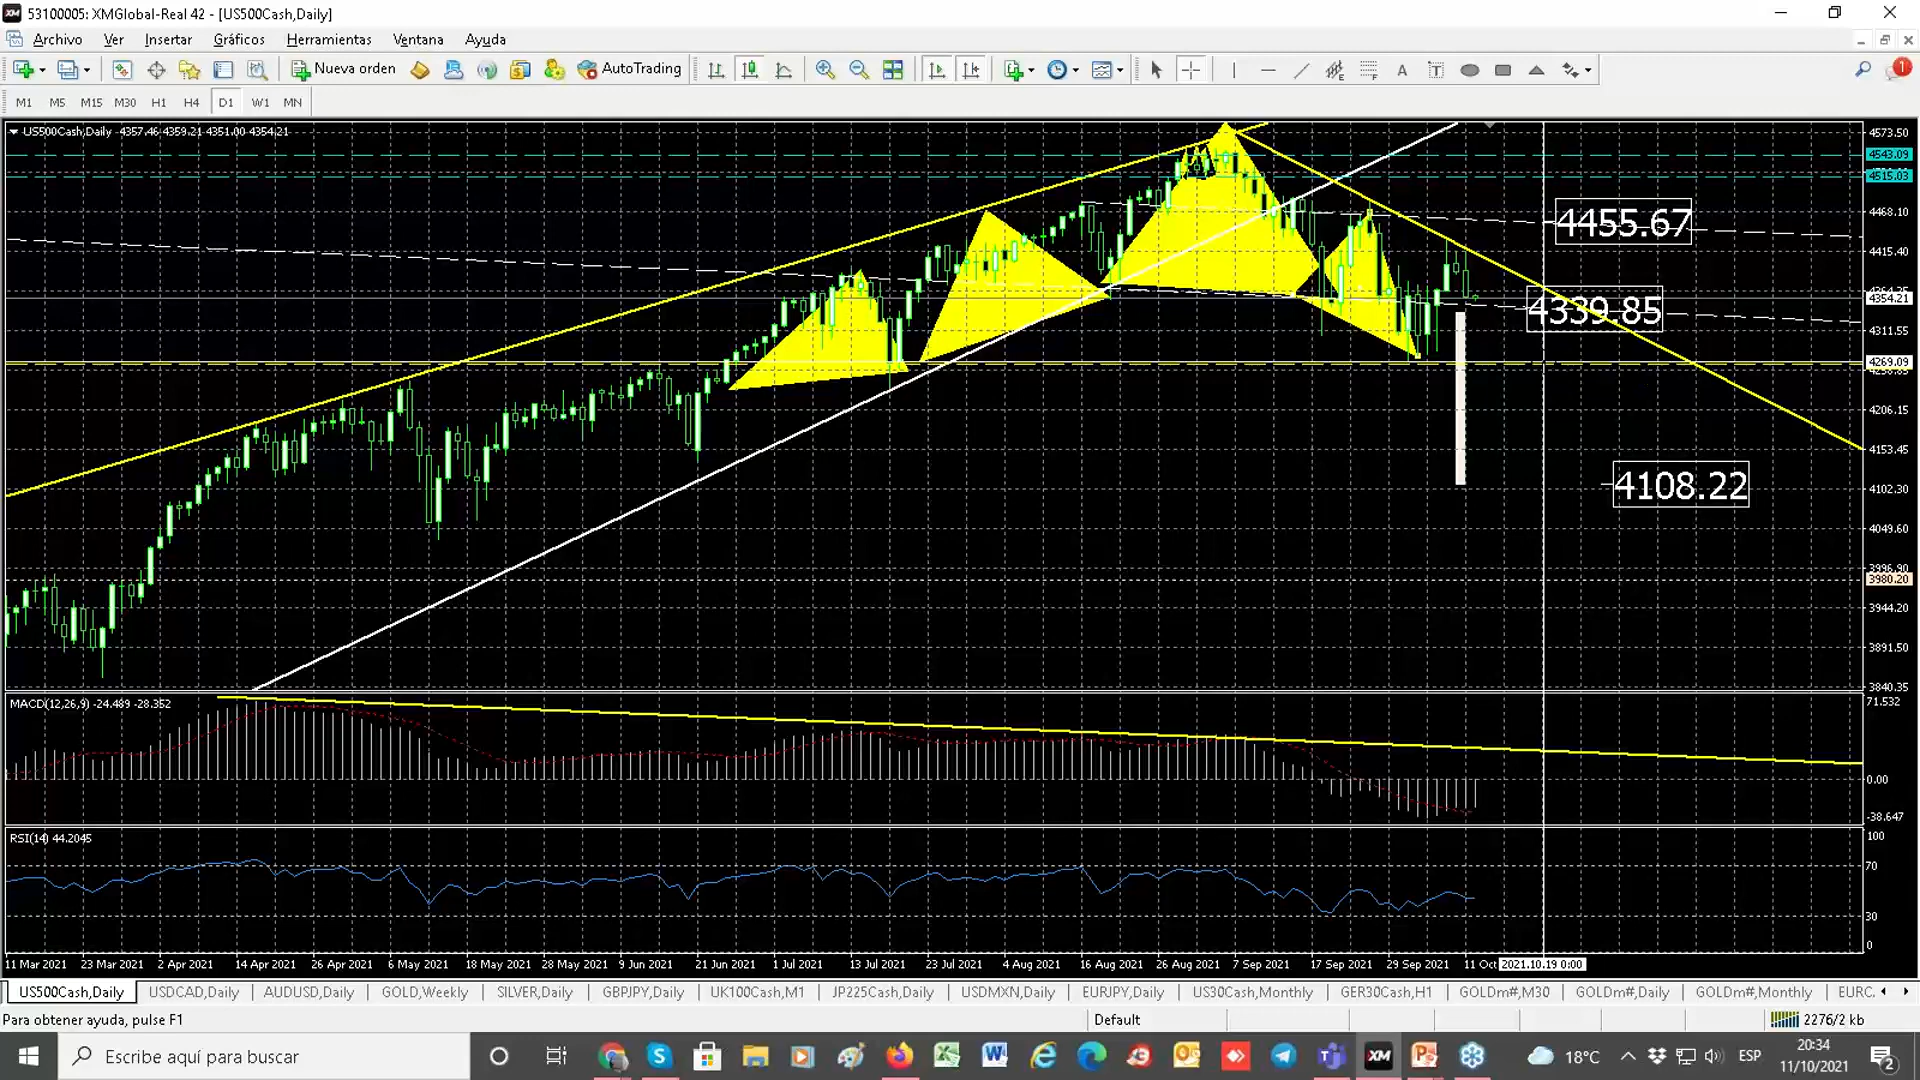 53100005: XMGlobal-Real 42 - [US500Cash,Daily]
Archivo Ver Insertar Gráficos Herramientas Ventana Ayuda
Nueva orden AutoTrading A T 1
M1 M5 M15 M30 H1 H4 D1 W1 MN
US500Cash,Daily 4357.46 4359.21 4351.00 4354.21
4573.50
4543.09
4515.03
4468.10
4455.67
4415.40
4354.21
4339.85
4311.55
4269.09
4206.15
4153.45
4108.22
4102.30
4049.60
3996.90
3980.20
3944.20
3891.50
3840.35
MACD(12,26,9) -24.489 -28.352
71.532
0.00
-38.647
RSI(14) 44.2045
100
70
30
0
11 Mar 2021 23 Mar 2021 2 Apr 2021 14 Apr 2021 26 Apr 2021 6 May 2021 18 May 2021 28 May 2021 9 Jun 2021 21 Jun 2021 1 Jul 2021 13 Jul 2021 23 Jul 2021 4 Aug 2021 16 Aug 2021 26 Aug 2021 7 Sep 2021 17 Sep 2021 29 Sep 2021 11 Oct 2021.10.19 0:00
US500Cash,Daily USDCAD,Daily AUDUSD,Daily GOLD,Weekly SILVER,Daily GBPJPY,Daily UK100Cash,M1 JP225Cash,Daily USDMXN,Daily EURJPY,Daily US30Cash,Monthly GER30Cash,H1 GOLDm#,M30 GOLDm#,Daily GOLDm#,Monthly EURC
Para obtener ayuda, pulse F1 Default 2276/2 kb
Escribe aquí para buscar 18°C ESP 20:34
11/10/2021 2